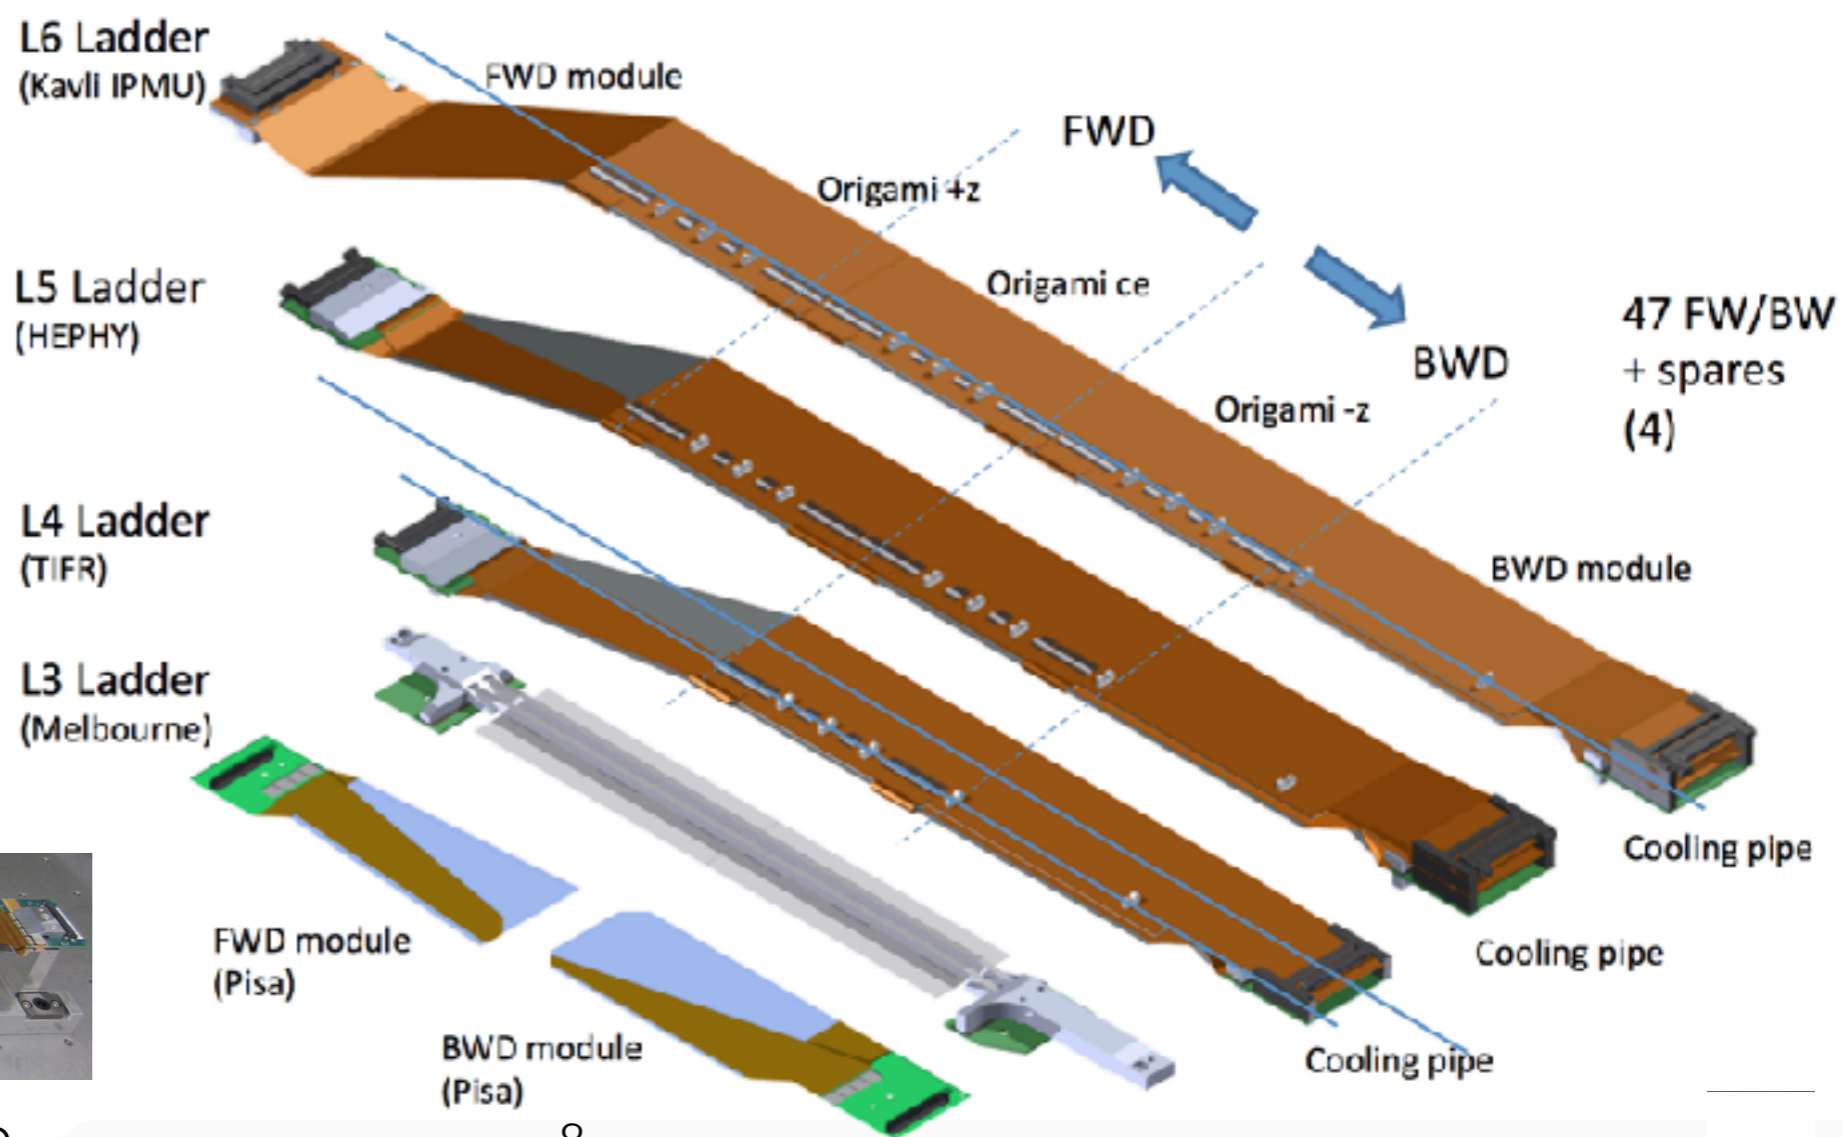 L6 Ladder
(Kavli IPMU)
FWD module
FWD
Origami +z
L5 Ladder
(HEPHY)
Origami ce
BWD
47 FW/BW
+ spares
(4)
Origami -z
L4 Ladder
(TIFR)
BWD module
L3 Ladder
(Melbourne)
Cooling pipe
FWD module
(Pisa)
Cooling pipe
BWD module
(Pisa)
Cooling pipe